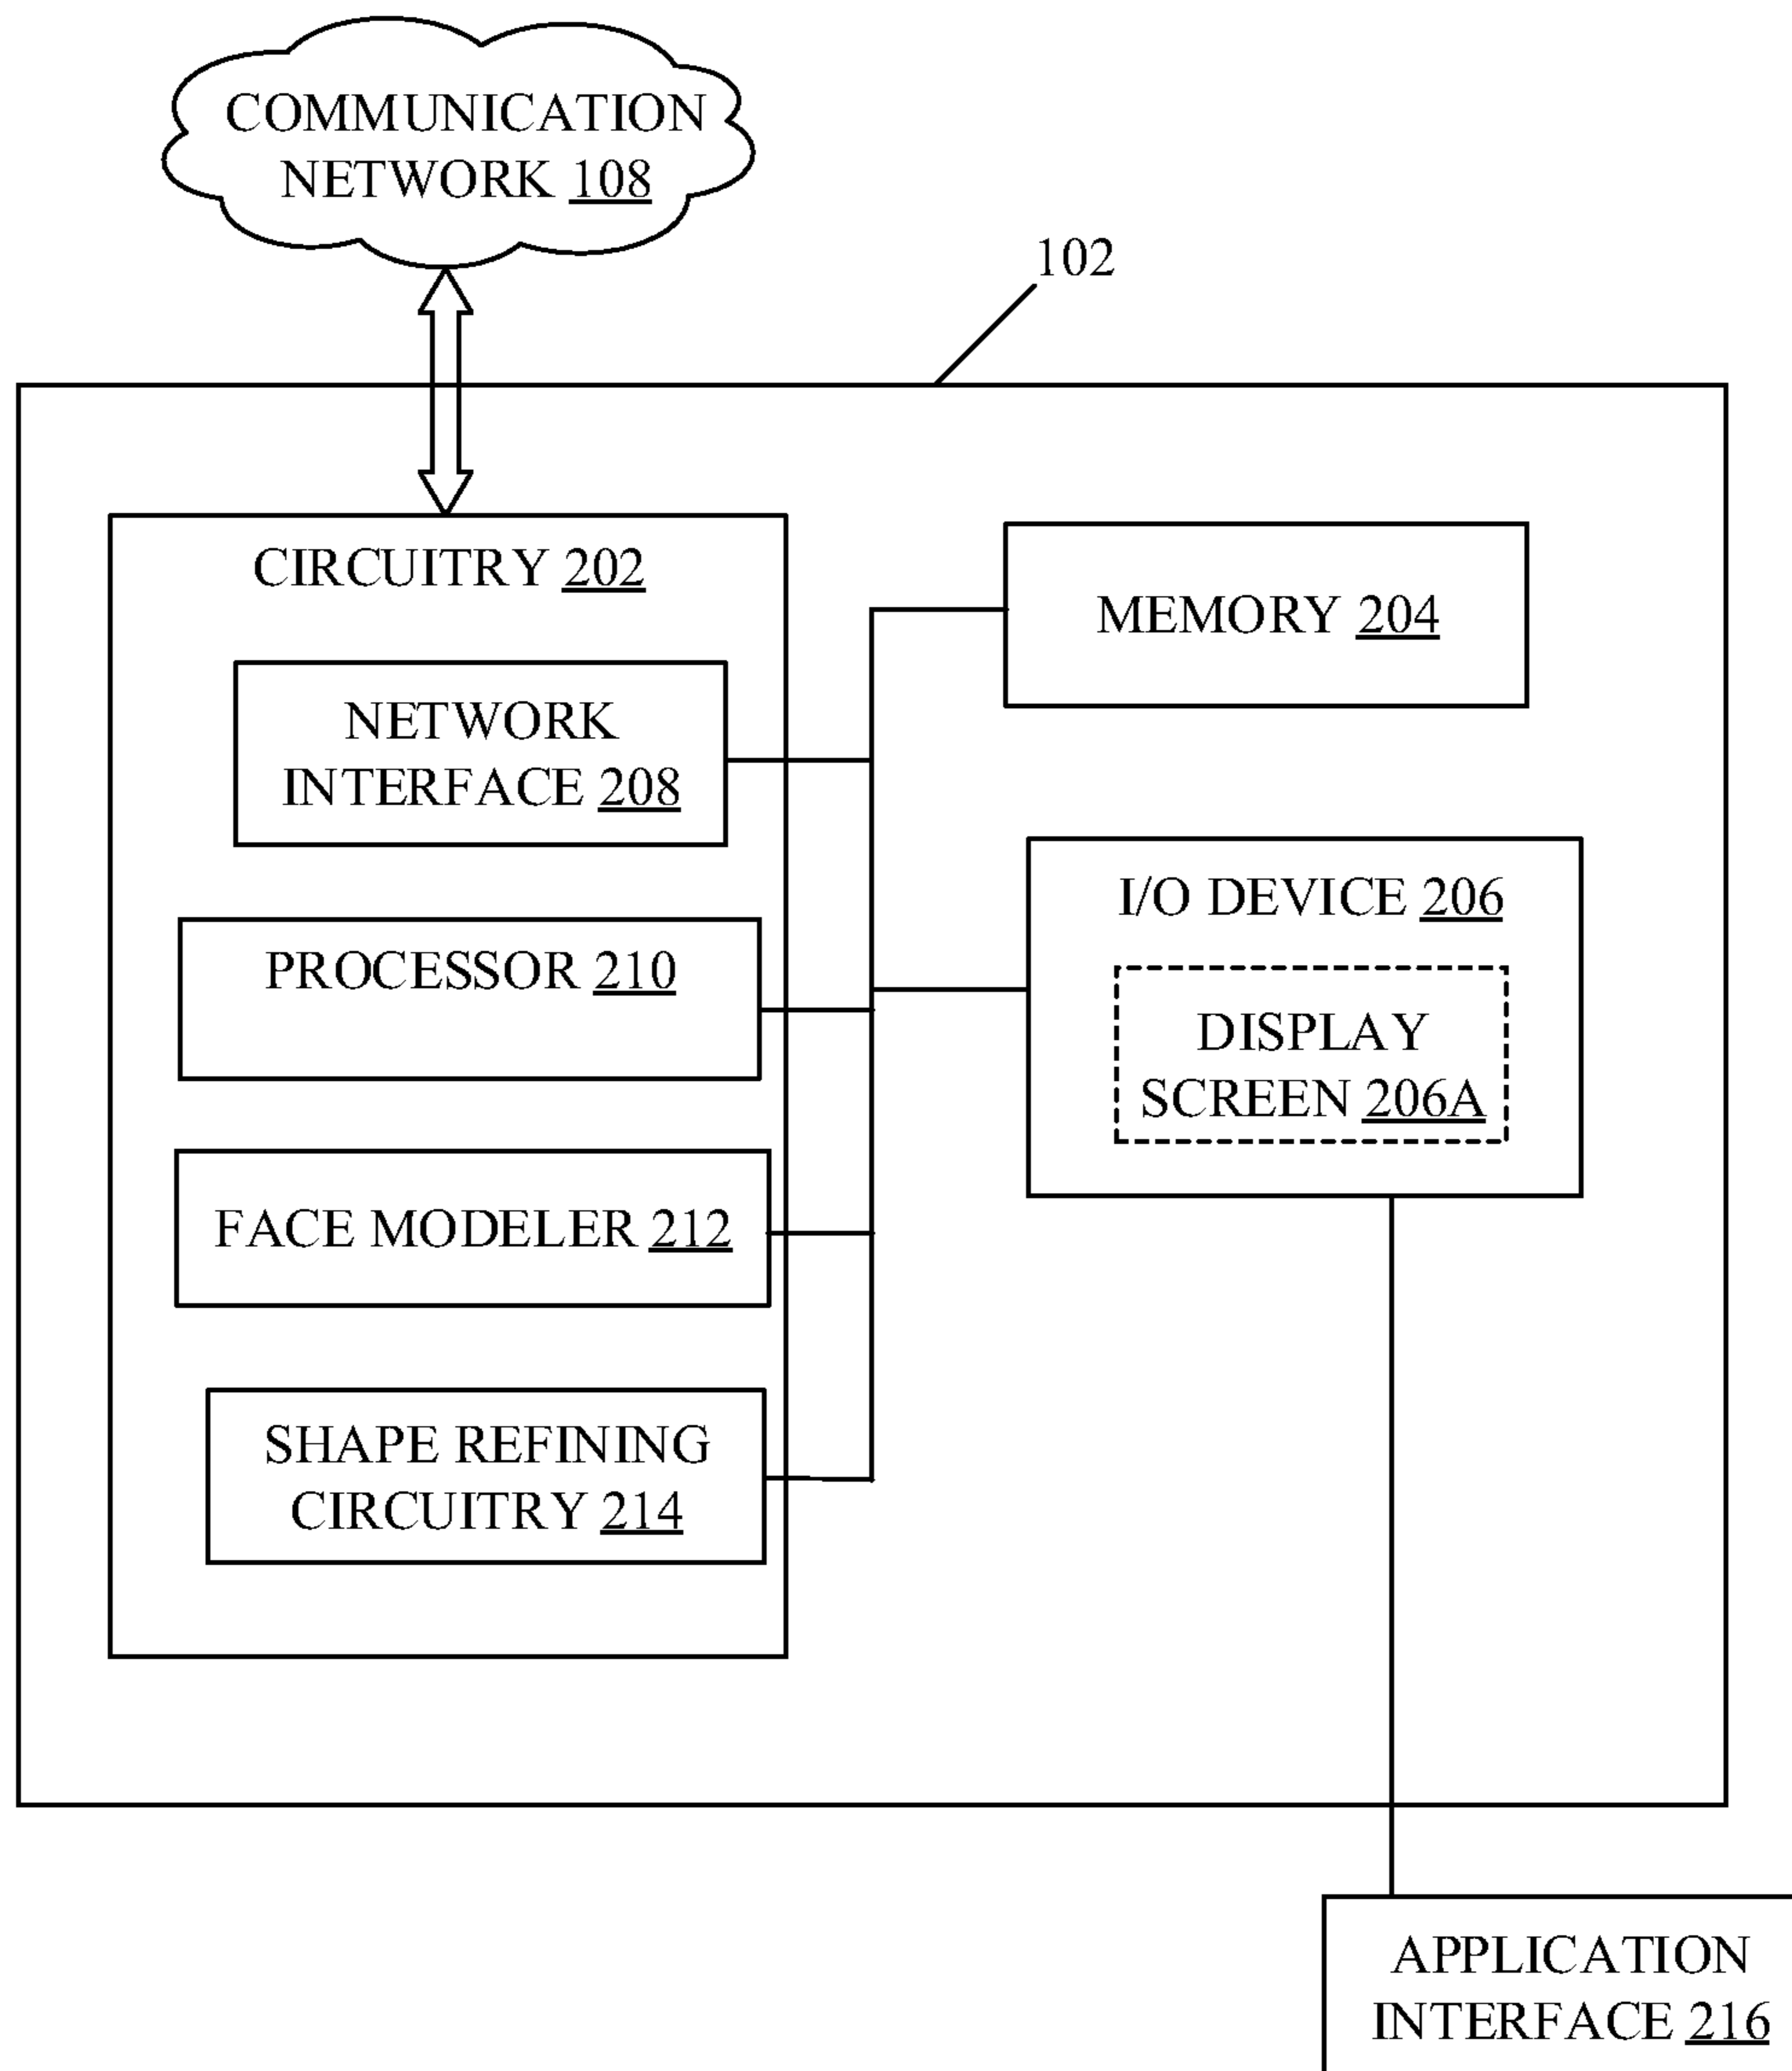 COMMUNICATION
NETWORK 108
102
CIRCUITRY 202
NETWORK
INTERFACE 208
PROCESSOR 210
FACE MODELER 212
SHAPE REFINING
CIRCUITRY 214
MEMORY 204
I/O DEVICE 206
DISPLAY
SCREEN 206A
APPLICATION
INTERFACE 216